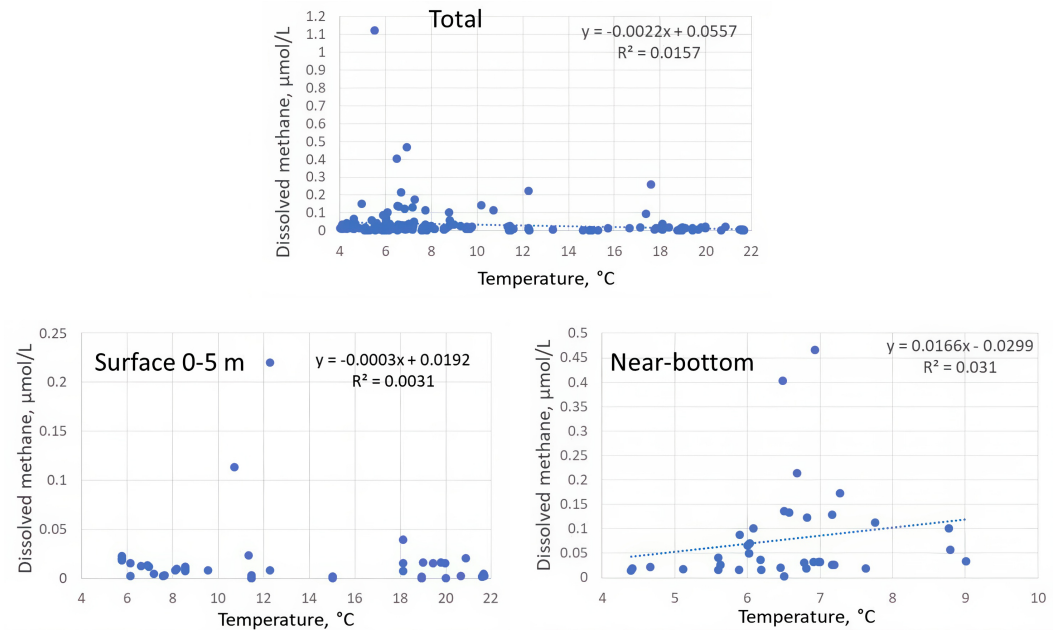 Total
y = -0.0022x + 0.0557
R² = 0.0157
Dissolved methane, µmol/L
1.2
1.1
1
0.9
0.8
0.7
0.6
0.5
0.4
0.3
0.2
0.1
0
4 6 8 10 12 14 16 18 20 22
Temperature, °C
Surface 0-5 m
y = -0.0003x + 0.0192
R² = 0.0031
Dissolved methane, µmol/L
0.25
0.2
0.15
0.1
0.05
0
4 6 8 10 12 14 16 18 20 22
Temperature, °C
Near-bottom
y = 0.0166x - 0.0299
R² = 0.031
Dissolved methane, µmol/L
0.5
0.45
0.4
0.35
0.3
0.25
0.2
0.15
0.1
0.05
0
4 5 6 7 8 9 10
Temperature, °C